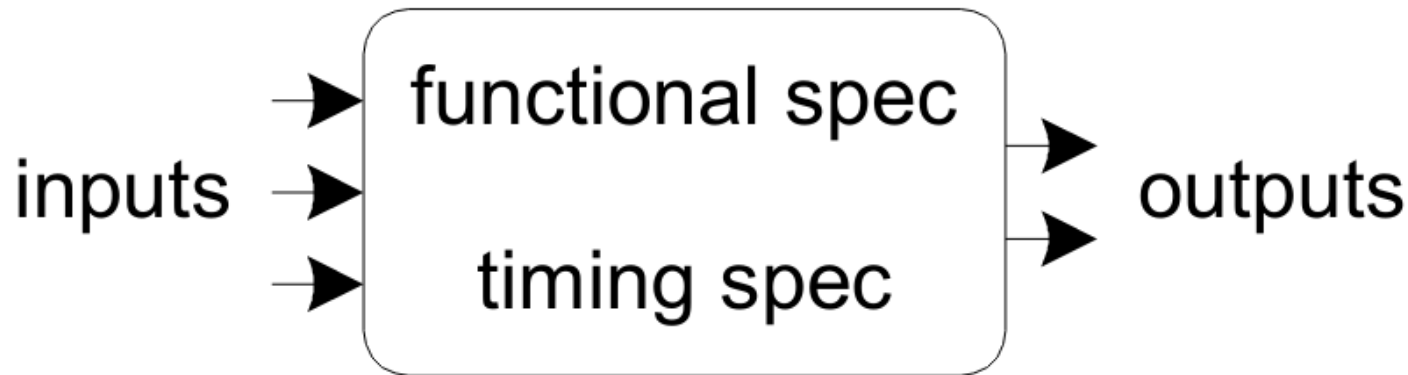 functional spec
inputs
outputs
timing spec